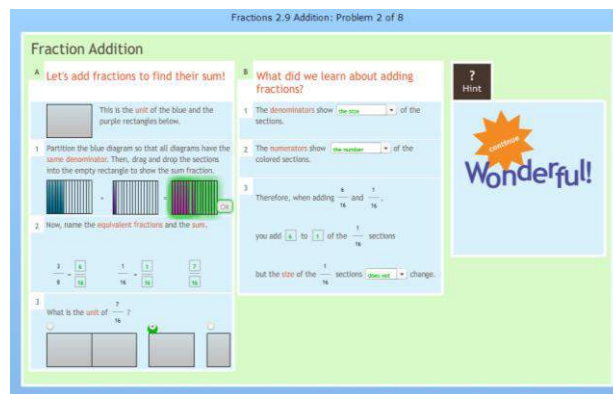 Fractions 2.9 Addition: Problem 2 of 8
Fraction Addition
A Let's add fractions to find their sum!
This is the unit of the blue and the
purple rectangles below.
1 Partition the blue diagram so that all diagrams have the
same denominator. Then, drag and drop the sections
into the empty rectangle to show the sum fraction.
+ =
OK
2 Now, name the equivalent fractions and the sum.
3/8 = 6/16 1/16 = 1/16 7/16
3 What is the unit of 7/16 ?
B What did we learn about adding
fractions?
1 The denominators show the size of the
sections.
2 The numerators show the number of the
colored sections.
3 Therefore, when adding 6/16 and 1/16,
you add 6 to 1 of the 1/16 sections
but the size of the 1/16 sections does not change.
?
Hint
continue
Wonderful!